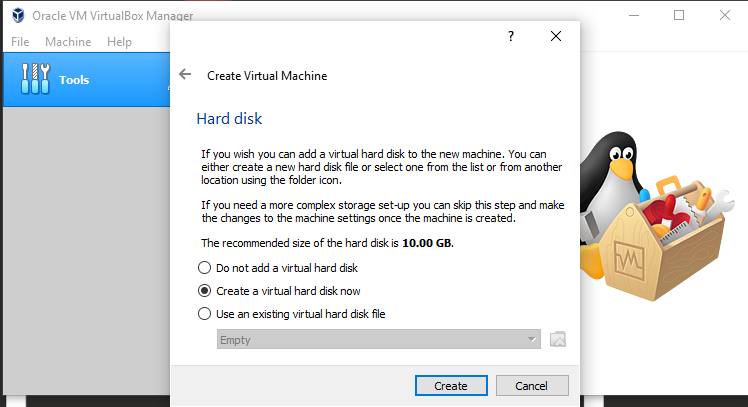 Oracle VM VirtualBox Manager
File Machine Help
Tools
?
Create Virtual Machine
Hard disk
If you wish you can add a virtual hard disk to the new machine. You can
either create a new hard disk file or select one from the list or from another
location using the folder icon.
If you need a more complex storage set-up you can skip this step and make
the changes to the machine settings once the machine is created.
The recommended size of the hard disk is 10.00 GB.
Do not add a virtual hard disk
Create a virtual hard disk now
Use an existing virtual hard disk file
Empty
Create Cancel